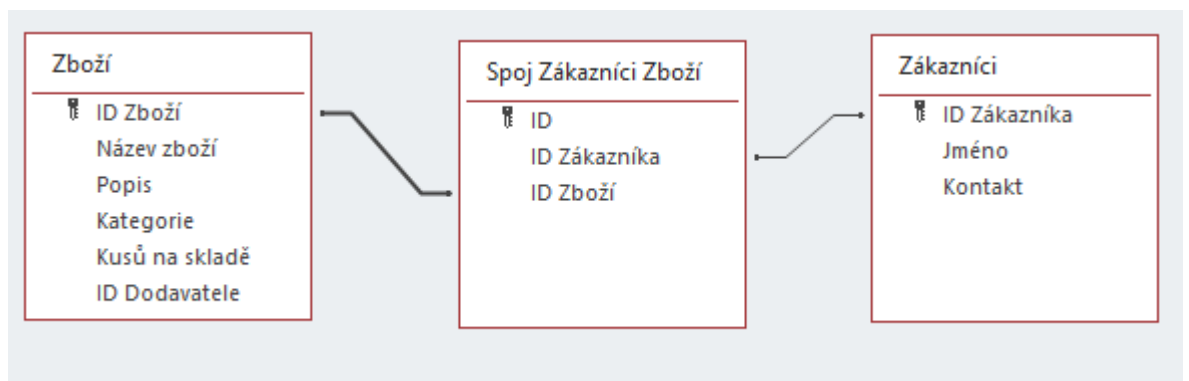 Zboží
ID Zboží
Název zboží
Popis
Kategorie
Kusů na skladě
ID Dodavatele
Spoj Zákazníci Zboží
ID
ID Zákazníka
ID Zboží
Zákazníci
ID Zákazníka
Jméno
Kontakt